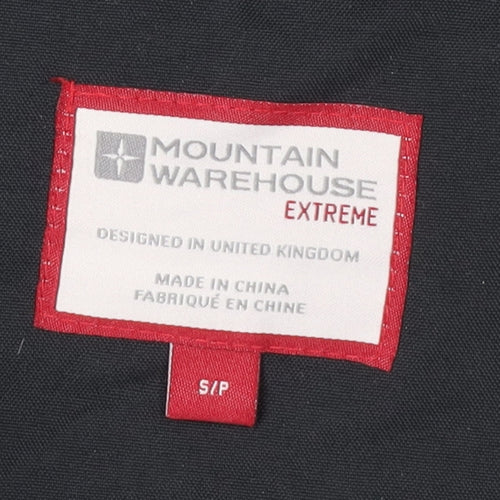 MOUNTAIN
WAREHOUSE
EXTREME
DESIGNED IN UNITED KINGDOM
MADE IN CHINA
FABRIQUÉ EN CHINE
S/P